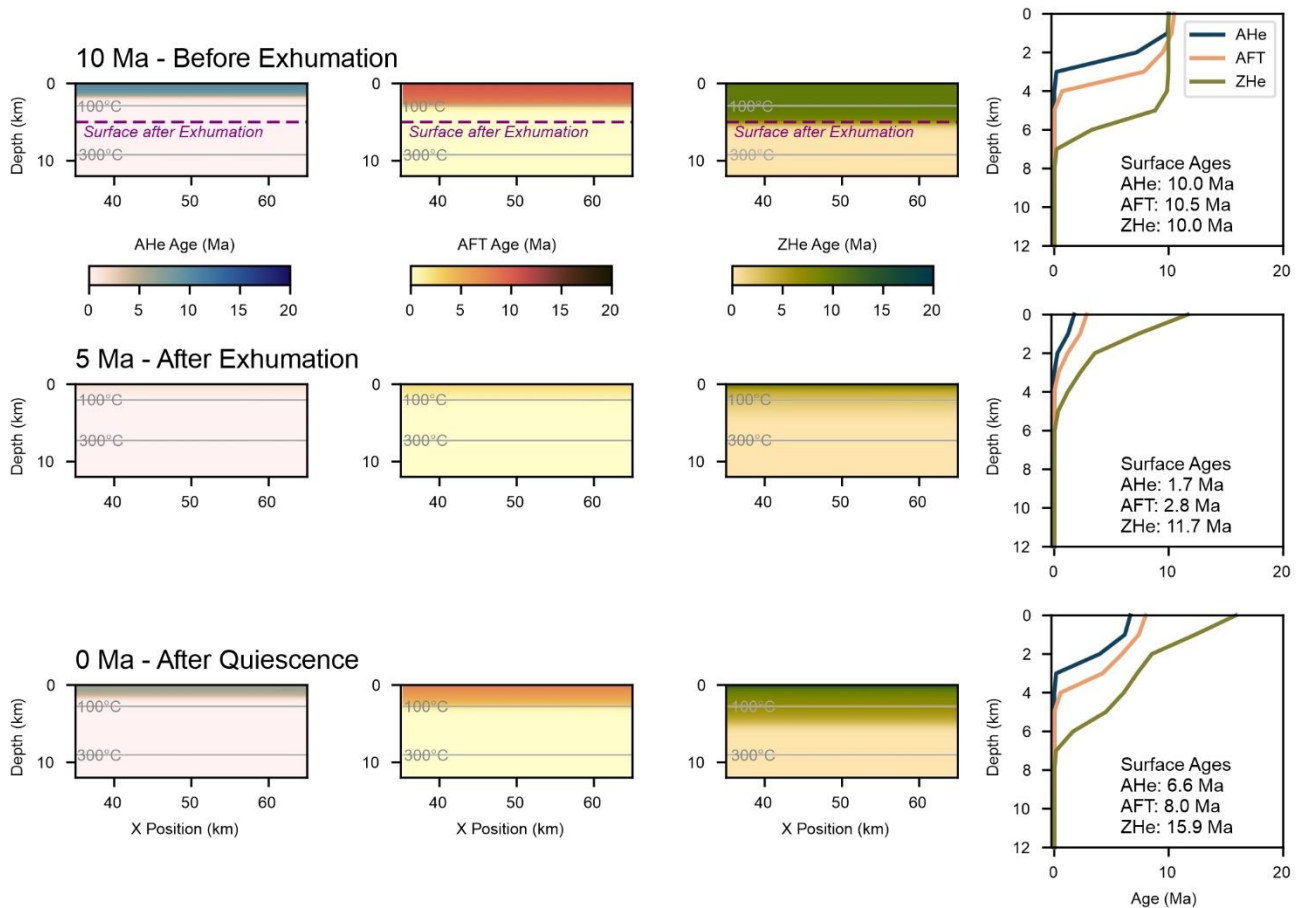 10 Ma - Before Exhumation
0
10
Depth (km)
100°C
Surface after Exhumation
300°C
40
50
60
0
10
100°C
Surface after Exhumation
300°C
40
50
60
0
10
100°C
Surface after Exhumation
300°C
40
50
60
0
2
4
6
8
10
12
Depth (km)
AHe
AFT
ZHe
Surface Ages
AHe: 10.0 Ma
AFT: 10.5 Ma
ZHe: 10.0 Ma
0
10
20
AHe Age (Ma)
0
5
10
15
20
AFT Age (Ma)
0
5
10
15
20
ZHe Age (Ma)
0
5
10
15
20
5 Ma - After Exhumation
0
10
Depth (km)
100°C
300°C
40
50
60
0
10
100°C
300°C
40
50
60
0
10
100°C
300°C
40
50
60
0
2
4
6
8
10
12
Depth (km)
Surface Ages
AHe: 1.7 Ma
AFT: 2.8 Ma
ZHe: 11.7 Ma
0
10
20
0 Ma - After Quiescence
0
10
Depth (km)
100°C
300°C
40
50
60
X Position (km)
0
10
100°C
300°C
40
50
60
X Position (km)
0
10
100°C
300°C
40
50
60
X Position (km)
0
2
4
6
8
10
12
Depth (km)
Surface Ages
AHe: 6.6 Ma
AFT: 8.0 Ma
ZHe: 15.9 Ma
0
10
20
Age (Ma)